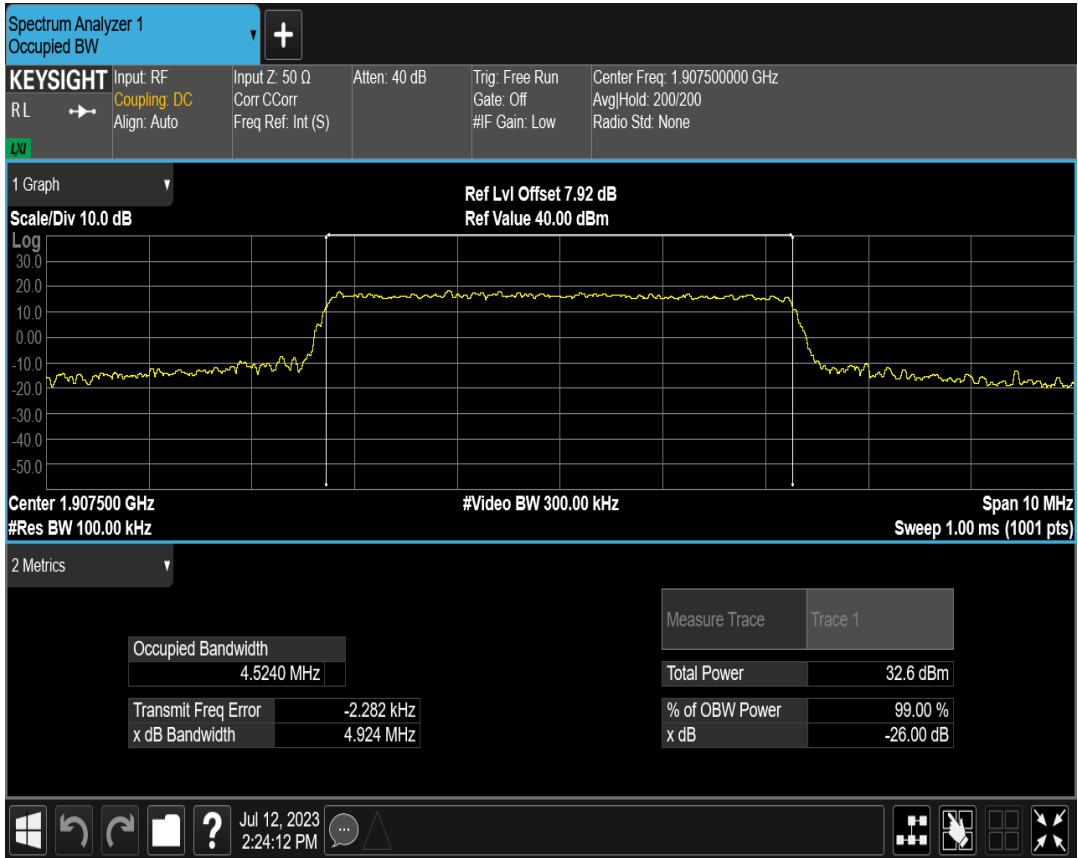 Spectrum Analyzer 1
Occupied BW
+
KEYSIGHT
RL
LXI
Input: RF
Coupling: DC
Align: Auto
Input Z: 50 Ω
Corr CCorr
Freq Ref: Int (S)
Atten: 40 dB
Trig: Free Run
Gate: Off
#IF Gain: Low
Center Freq: 1.907500000 GHz
Avg|Hold: 200/200
Radio Std: None
1 Graph
Scale/Div 10.0 dB
Ref Lvl Offset 7.92 dB
Ref Value 40.00 dBm
Log
30.0
20.0
10.0
0.00
-10.0
-20.0
-30.0
-40.0
-50.0
Center 1.907500 GHz
#Res BW 100.00 kHz
#Video BW 300.00 kHz
Span 10 MHz
Sweep 1.00 ms (1001 pts)
2 Metrics
Occupied Bandwidth
4.5240 MHz
Transmit Freq Error -2.282 kHz
x dB Bandwidth 4.924 MHz
Measure Trace Trace 1
Total Power 32.6 dBm
% of OBW Power 99.00 %
x dB -26.00 dB
?
Jul 12, 2023
2:24:12 PM